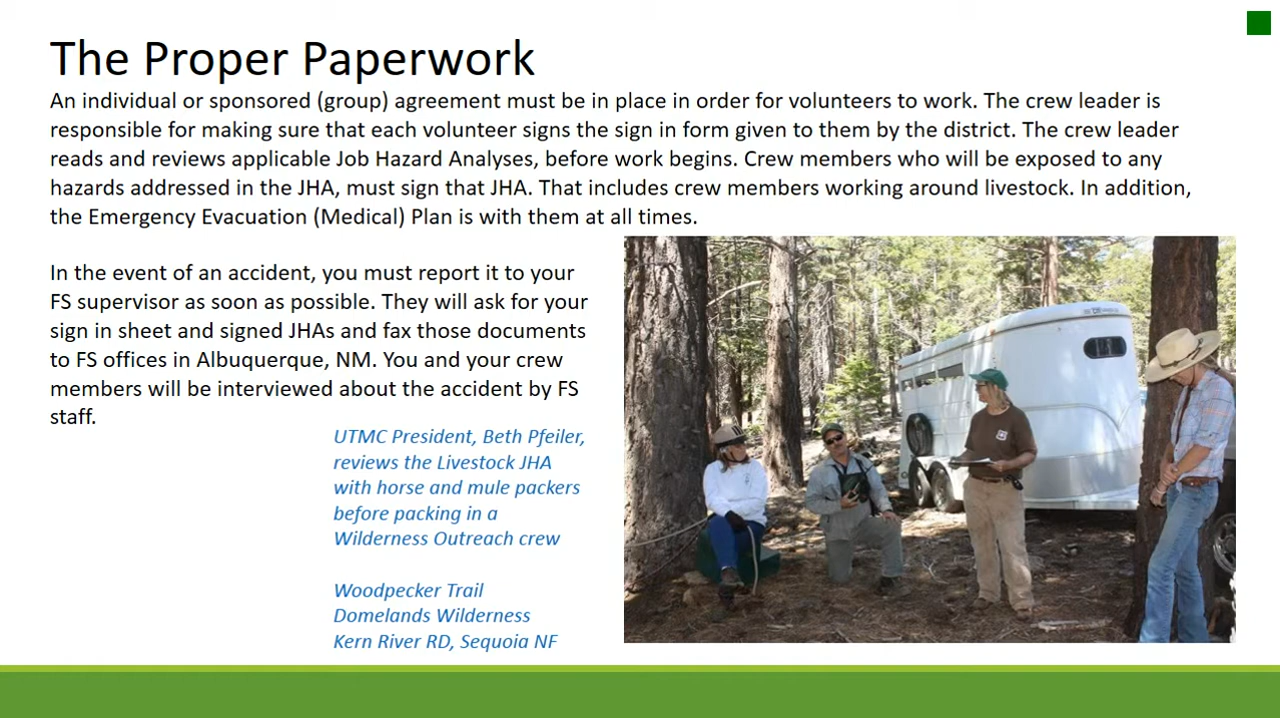 The Proper Paperwork
An individual or sponsored (group) agreement must be in place in order for volunteers to work. The crew leader is
responsible for making sure that each volunteer signs the sign in form given to them by the district. The crew leader
reads and reviews applicable Job Hazard Analyses, before work begins. Crew members who will be exposed to any
hazards addressed in the JHA, must sign that JHA. That includes crew members working around livestock. In addition,
the Emergency Evacuation (Medical) Plan is with them at all times.
In the event of an accident, you must report it to your
FS supervisor as soon as possible. They will ask for your
sign in sheet and signed JHAs and fax those documents
to FS offices in Albuquerque, NM. You and your crew
members will be interviewed about the accident by FS
staff.
UTMC President, Beth Pfeiler,
reviews the Livestock JHA
with horse and mule packers
before packing in a
Wilderness Outreach crew
Woodpecker Trail
Domelands Wilderness
Kern River RD, Sequoia NF